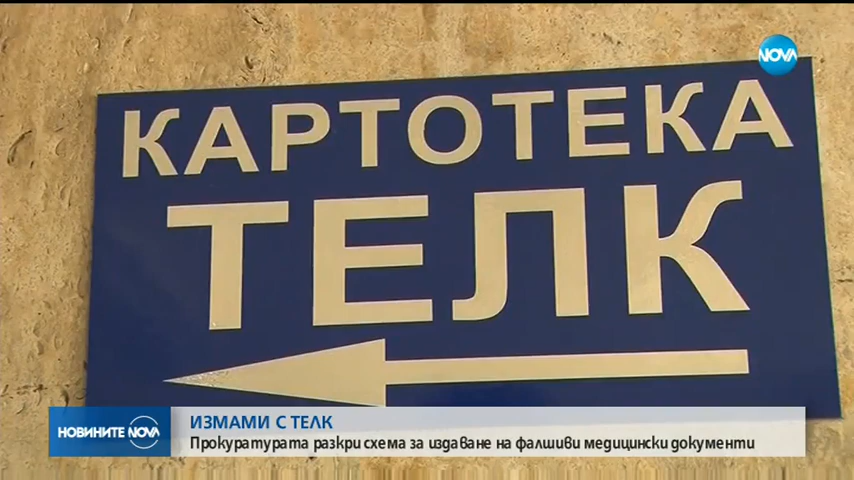 NOVA
КАРТОТЕКА
ТЕЛК
НОВИНИТЕ NOVA
ИЗМАМИ С ТЕЛК
Прокуратурата разкри схема за издаване на фалшиви медицински документи